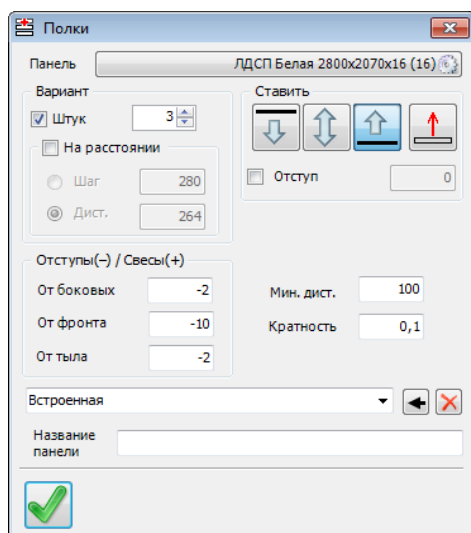 Полки
Панель ЛДСП Белая 2800x2070x16 (16)
Вариант
Штук 3
На расстоянии
Шаг 280
Дист. 264
Ставить
Отступ 0
Отступы(–) / Свесы(+)
От боковых -2
От фронта -10
От тыла -2
Мин. дист. 100
Кратность 0,1
Встроенная
Название
панели